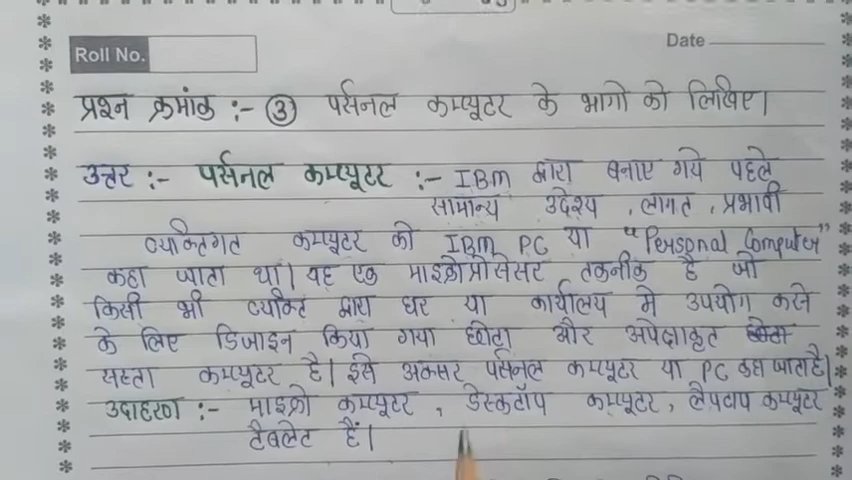 Roll No.
Date
प्रश्न क्रमांक :- ③ पर्सनल कम्प्यूटर के भागो को लिखिए।
उत्तर :- पर्सनल कम्प्यूटर :- IBM द्वारा बनाए गये पहले
सामान्य उद्देश्य , लागत , प्रभावी
व्यक्तिगत कम्प्यूटर को IBM PC या "Personal Computer"
कहा जाता था। यह एक माइक्रोप्रोसेसर तकनीक है जो
किसी भी व्यक्ति द्वारा घर या कार्यालय में उपयोग करने
के लिए डिजाइन किया गया छोटा और अपेक्षाकृत
सस्ता कम्प्यूटर है। इसे अक्सर पर्सनल कम्प्यूटर या PC कहा जाता है।
उदाहरण :- माइक्रो कम्प्यूटर , डेस्कटॉप कम्प्यूटर, लैपटाप कम्प्यूटर
टैबलेट हैं।